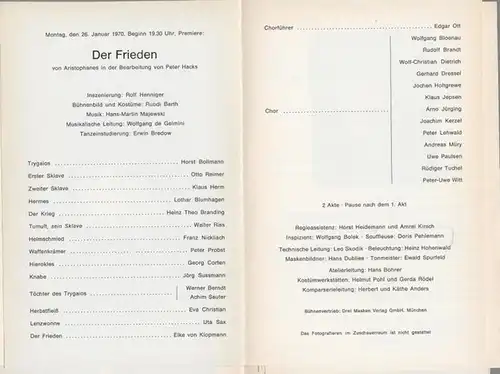 Montag, den 26. Januar 1970, Beginn 19.30 Uhr, Premiere:
Der Frieden
von Aristophanes in der Bearbeitung von Peter Hacks
Inszenierung: Rolf Henniger
Bühnenbild und Kostüme: Ruodi Barth
Musik: Hans-Martin Majewski
Musikalische Leitung: Wolfgang de Gelmini
Tanzeinstudierung: Erwin Bredow
Trygaios Horst Bollmann
Erster Sklave Otto Reimer
Zweiter Sklave Klaus Herm
Hermes Lothar Blumhagen
Der Krieg Heinz Theo Branding
Tumult, sein Sklave Walter Ries
Helmschmied Franz Nicklisch
Waffenkrämer Peter Probst
Hierokles Georg Corten
Knabe Jörg Sussmann
Töchter des Trygaios Werner Berndt
Achim Sauter
Herbstfleiß Eva Christian
Lenzwonne Uta Sax
Der Frieden Elke von Klopmann
Chorführer Edgar Ott
Chor
Wolfgang Blosnau
Rudolf Brandt
Wolf-Christian Dietrich
Gerhard Dressel
Jochen Holtgrewe
Klaus Jepsen
Arno Jürging
Joachim Kerzel
Peter Lehwald
Andreas Müry
Uwe Paulsen
Rüdiger Tuchel
Peter-Uwe Witt
2 Akte · Pause nach dem 1. Akt
Regieassistenz: Horst Heidemann und Amirei Kirsch
Inspizient: Wolfgang Bolek · Souffleuse: Doris Pehlemann
Technische Leitung: Leo Skodik · Beleuchtung: Heinz Hohenwald
Maskenbildner: Hans Dublies · Tonmeister: Ewald Spurfeld
Atelierleitung: Hans Bohrer
Kostümwerkstätten: Helmut Pohl und Gerda Rödel
Komparserieleitung: Herbert und Käthe Anders
Bühnenvertrieb: Drei Masken Verlag GmbH. München
Das Fotografieren im Zuschauerraum ist nicht gestattet